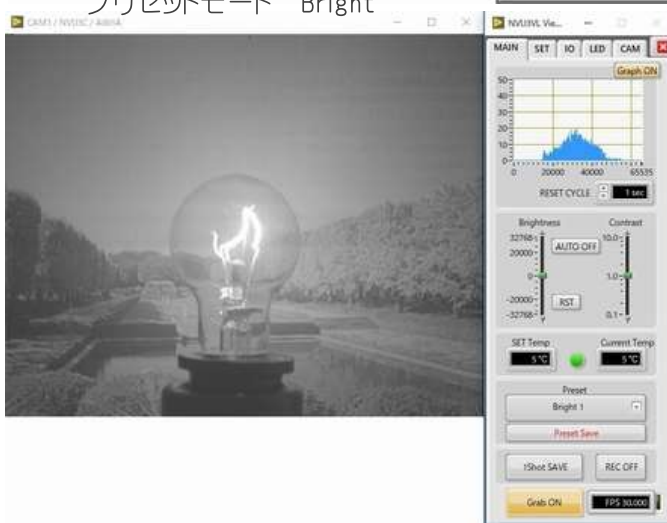 プリセットモード Bright
CAM1 / NVU3C /
NVU3VL Vie...
MAIN SET IO LED CAM
Graph ON
50
40
30
20
10
0
0 20000 40000 65535
RESET CYCLE 1 sec
Brightness Contrast
32768 10.0
20000 AUTO OFF
0 1.0
-20000 RST
-32768 0.1
SET Temp Current Temp
5 °C 5 °C
Preset
Bright 1
Preset Save
1Shot SAVE REC OFF
Grab ON FPS 30.000